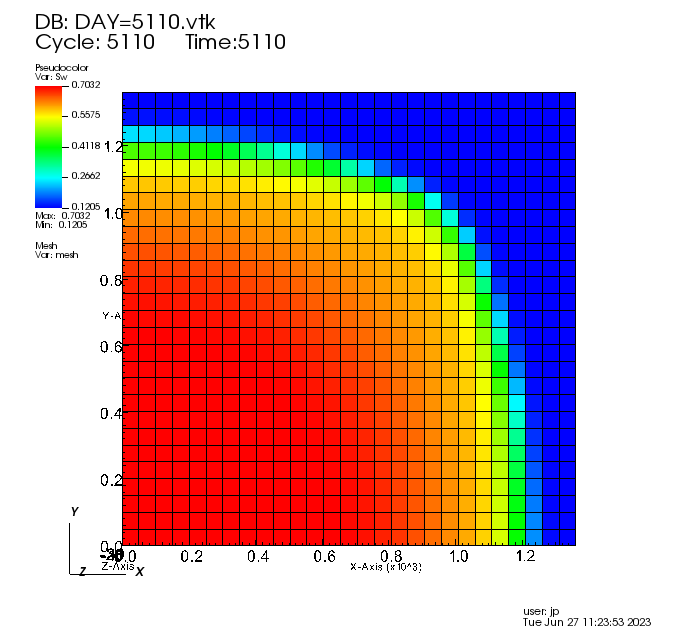 DB: DAY=5110.vtk
Cycle: 5110 Time:5110
Pseudocolor
Var: Sw
0.7032
0.5575
0.4118
0.2662
0.1205
Max: 0.7032
Min: 0.1205
Mesh
Var: mesh
1.2
1.0
0.8
Y-A
0.6
0.4
0.2
0.0
0.0 0.2 0.4 0.6 0.8 1.0 1.2
Z-Axis
X-Axis (x10^3)
Y
Z X
user: jp
Tue Jun 27 11:23:53 2023